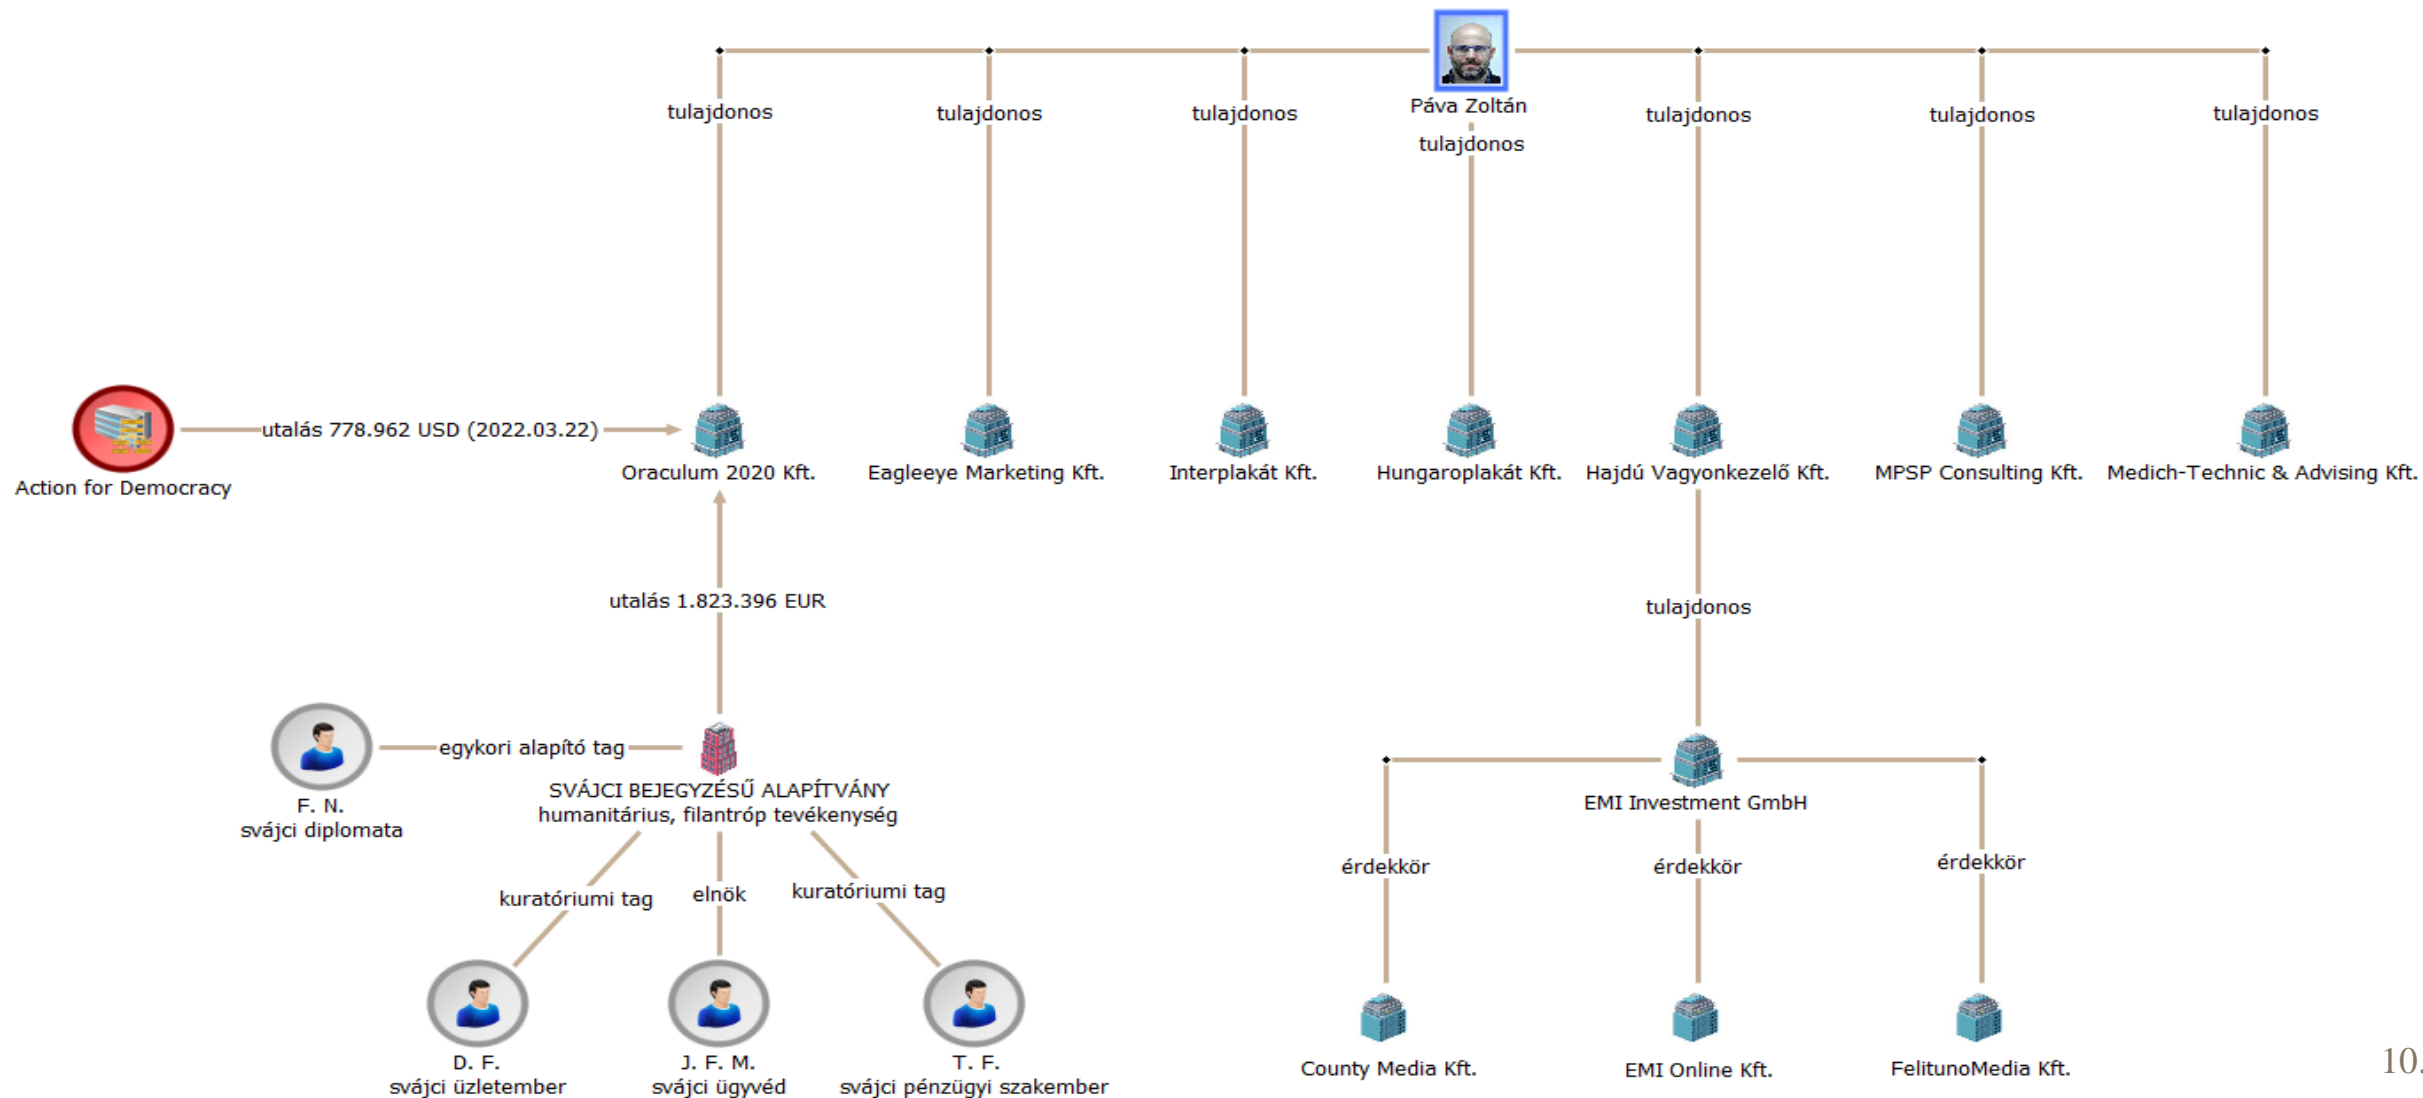 Páva Zoltán
tulajdonos
tulajdonos
tulajdonos
tulajdonos
tulajdonos
tulajdonos
tulajdonos
utalás 778.962 USD (2022.03.22)
Action for Democracy
Oraculum 2020 Kft.
Eagleeye Marketing Kft.
Interplakát Kft.
Hungaroplakát Kft.
Hajdú Vagyonkezelő Kft.
MPSP Consulting Kft.
Medich-Technic & Advising Kft.
utalás 1.823.396 EUR
tulajdonos
egykori alapító tag
F. N.
svájci diplomata
SVÁJCI BEJEGYZÉSŰ ALAPÍTVÁNY
humanitárius, filantróp tevékenység
EMI Investment GmbH
kuratóriumi tag
elnök
kuratóriumi tag
érdekkör
érdekkör
érdekkör
D. F.
svájci üzletember
J. F. M.
svájci ügyvéd
T. F.
svájci pénzügyi szakember
County Media Kft.
EMI Online Kft.
FelitunoMedia Kft.
10.